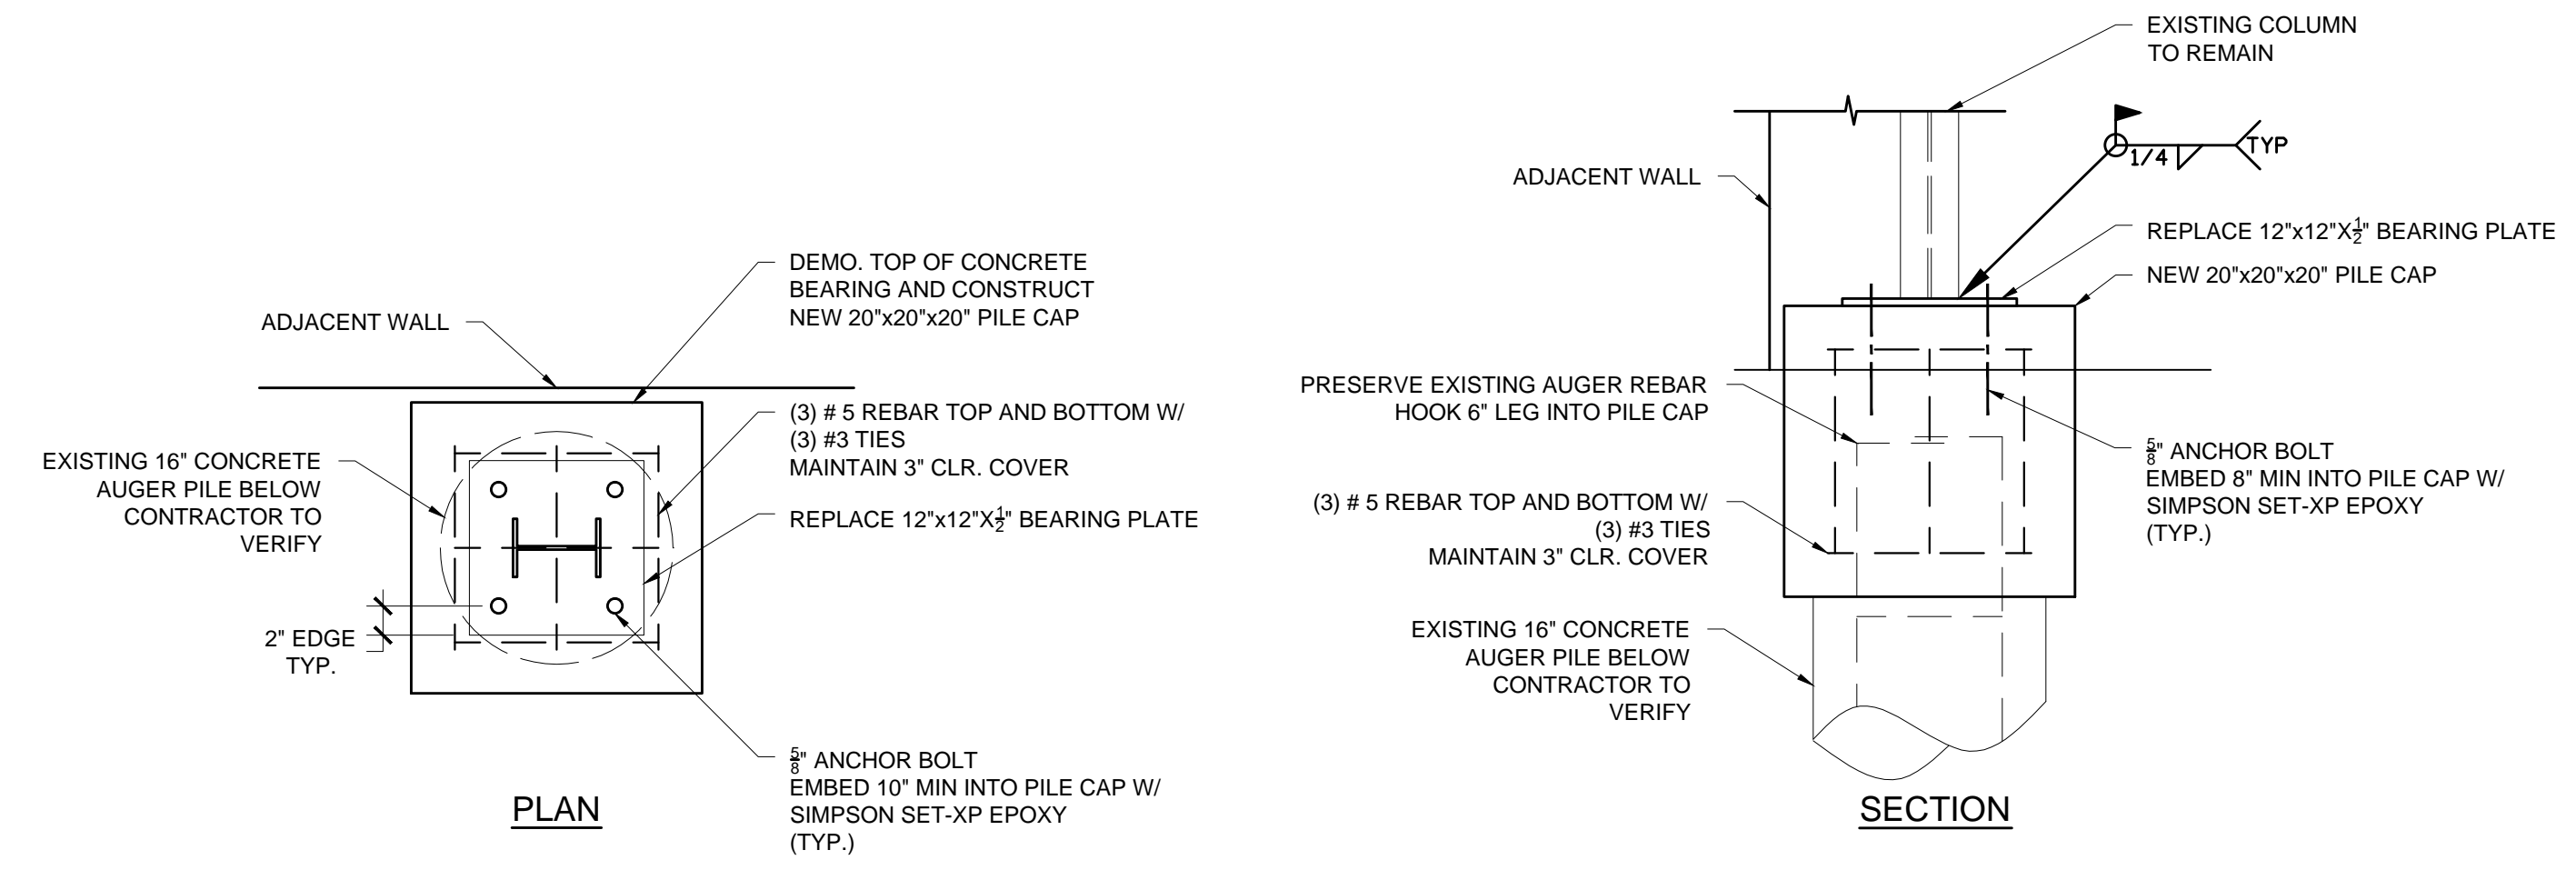 DEMO. TOP OF CONCRETE
BEARING AND CONSTRUCT
NEW 20"x20"x20" PILE CAP
ADJACENT WALL
(3) # 5 REBAR TOP AND BOTTOM W/
(3) #3 TIES
MAINTAIN 3" CLR. COVER
EXISTING 16" CONCRETE
AUGER PILE BELOW
CONTRACTOR TO
VERIFY
REPLACE 12"x12"X½" BEARING PLATE
2" EDGE
TYP.
⅝" ANCHOR BOLT
EMBED 10" MIN INTO PILE CAP W/
SIMPSON SET-XP EPOXY
(TYP.)
PLAN
EXISTING COLUMN
TO REMAIN
1/4
TYP
ADJACENT WALL
REPLACE 12"x12"X½" BEARING PLATE
NEW 20"x20"x20" PILE CAP
PRESERVE EXISTING AUGER REBAR
HOOK 6" LEG INTO PILE CAP
⅝" ANCHOR BOLT
EMBED 8" MIN INTO PILE CAP W/
SIMPSON SET-XP EPOXY
(TYP.)
(3) # 5 REBAR TOP AND BOTTOM W/
(3) #3 TIES
MAINTAIN 3" CLR. COVER
EXISTING 16" CONCRETE
AUGER PILE BELOW
CONTRACTOR TO
VERIFY
SECTION